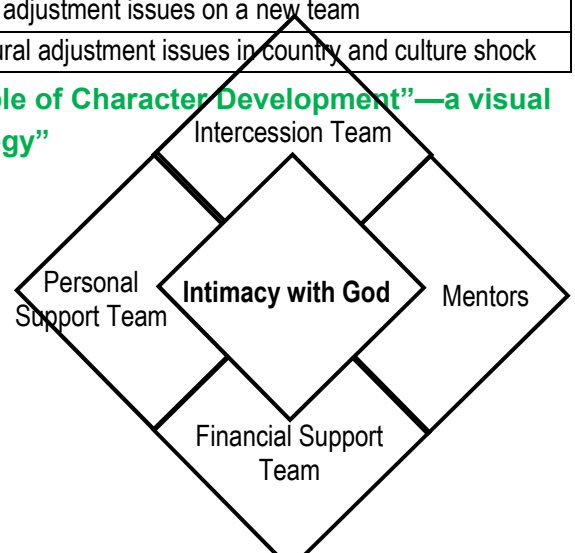 adjustment issues on a new team
ural adjustment issues in country and culture shock
ole of Character Development”—a visual
gy”
Intercession Team
Personal
Support Team
Intimacy with God
Mentors
Financial Support
Team